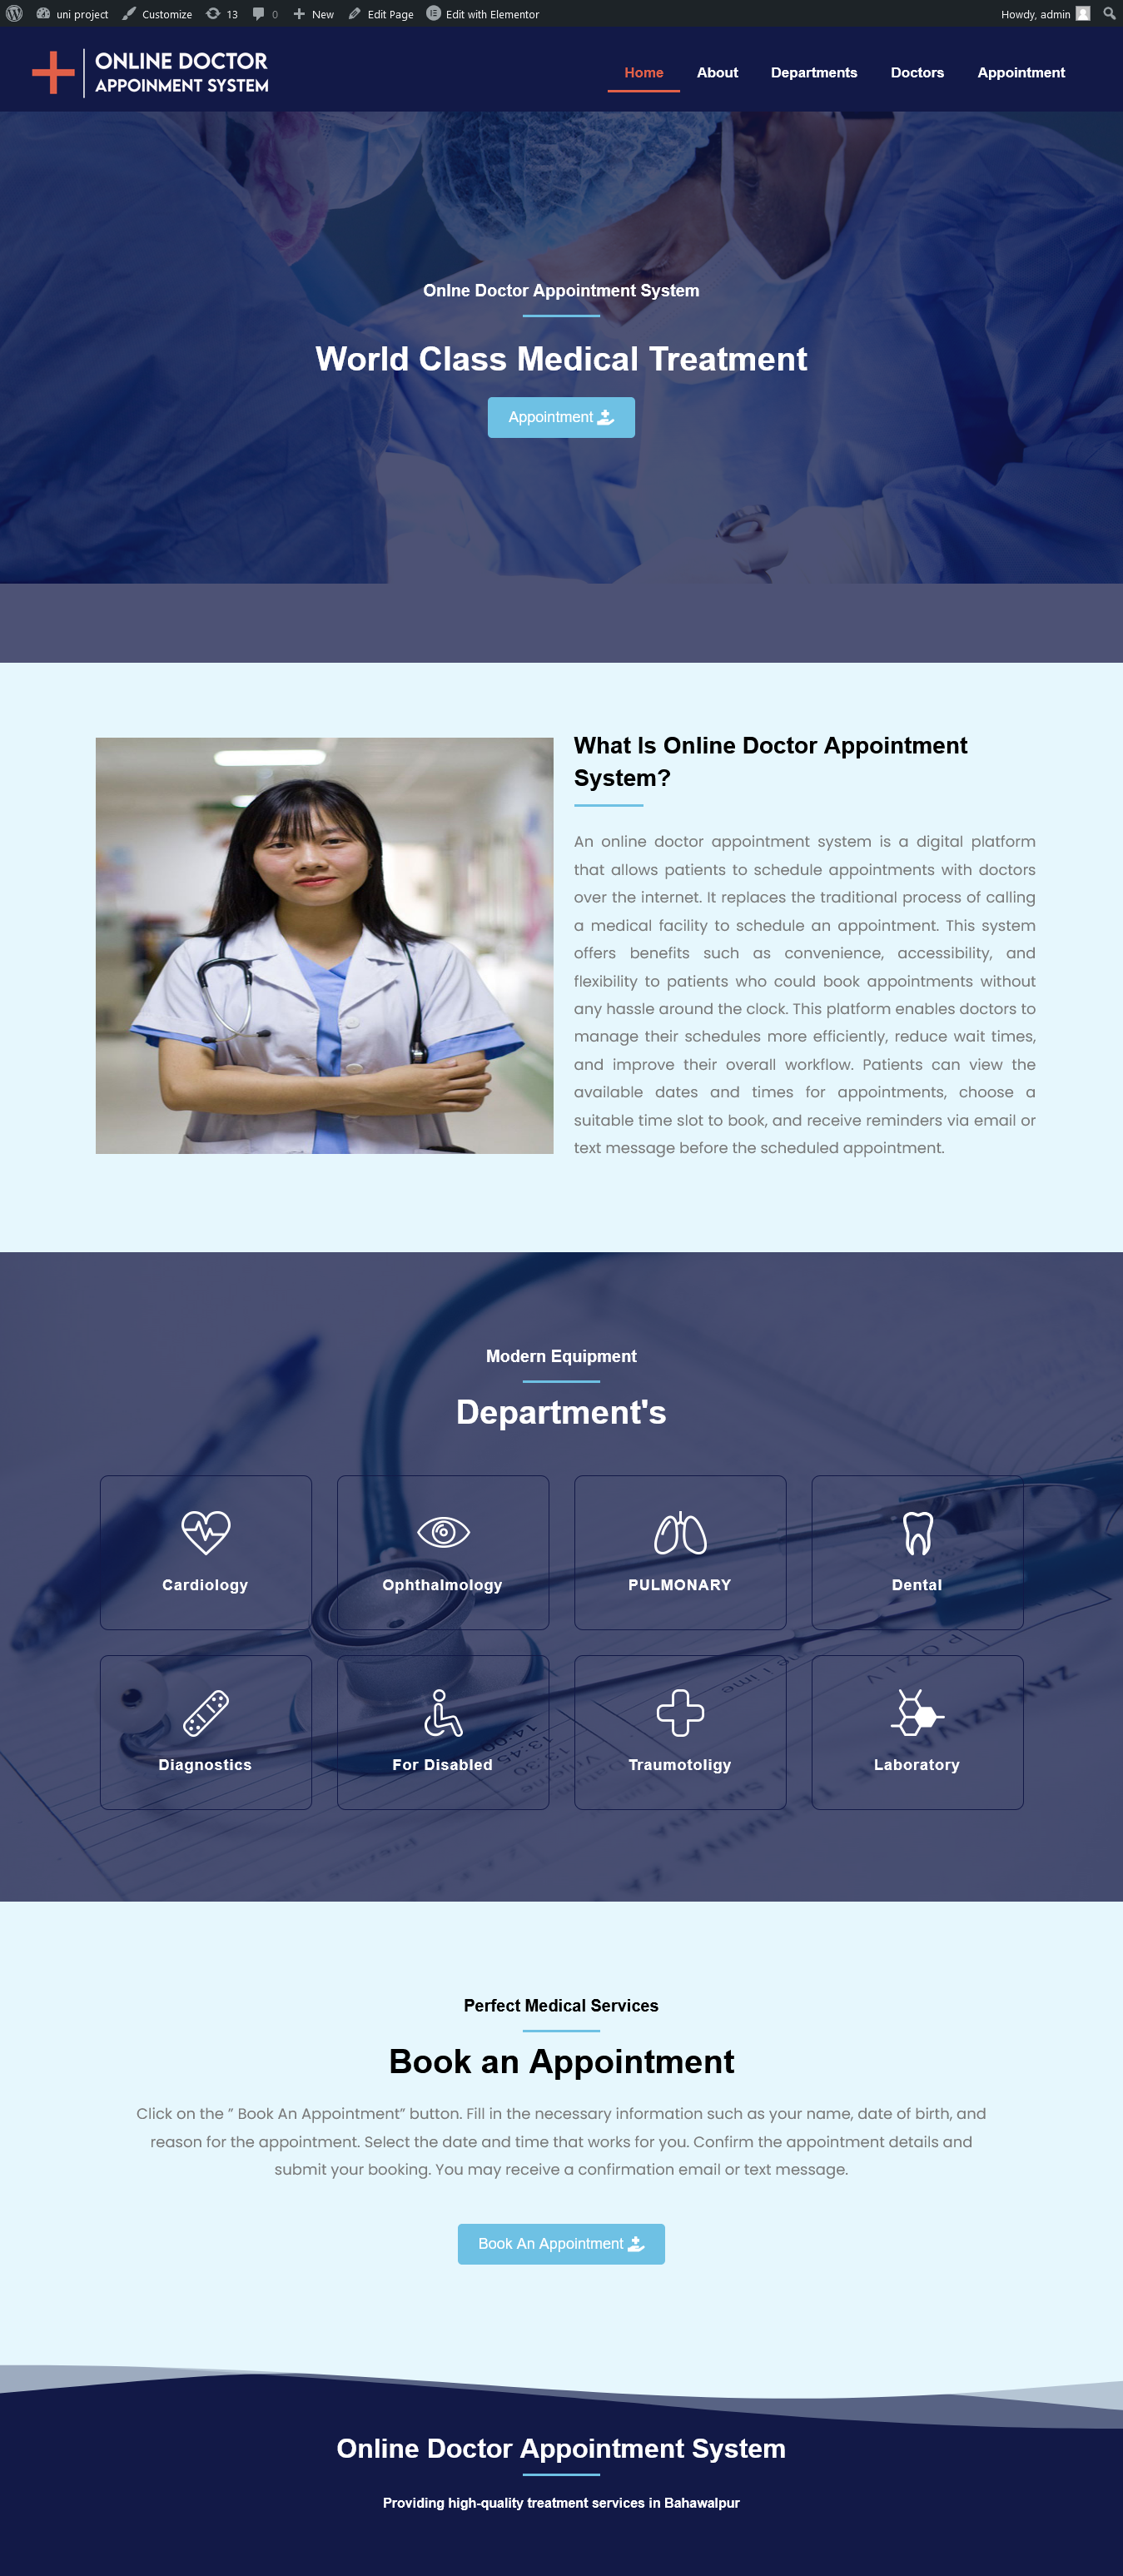 uni project Customize 13 0 New Edit Page Edit with Elementor Howdy, admin
ONLINE DOCTOR
APPOINMENT SYSTEM
Home About Departments Doctors Appointment
Onlne Doctor Appointment System
World Class Medical Treatment
Appointment
What Is Online Doctor Appointment
System?
An online doctor appointment system is a digital platform
that allows patients to schedule appointments with doctors
over the internet. It replaces the traditional process of calling
a medical facility to schedule an appointment. This system
offers benefits such as convenience, accessibility, and
flexibility to patients who could book appointments without
any hassle around the clock. This platform enables doctors to
manage their schedules more efficiently, reduce wait times,
and improve their overall workflow. Patients can view the
available dates and times for appointments, choose a
suitable time slot to book, and receive reminders via email or
text message before the scheduled appointment.
Modern Equipment
Department's
Cardiology Ophthalmology PULMONARY Dental
Diagnostics For Disabled Traumotoligy Laboratory
Perfect Medical Services
Book an Appointment
Click on the “ Book An Appointment” button. Fill in the necessary information such as your name, date of birth, and
reason for the appointment. Select the date and time that works for you. Confirm the appointment details and
submit your booking. You may receive a confirmation email or text message.
Book An Appointment
Online Doctor Appointment System
Providing high-quality treatment services in Bahawalpur